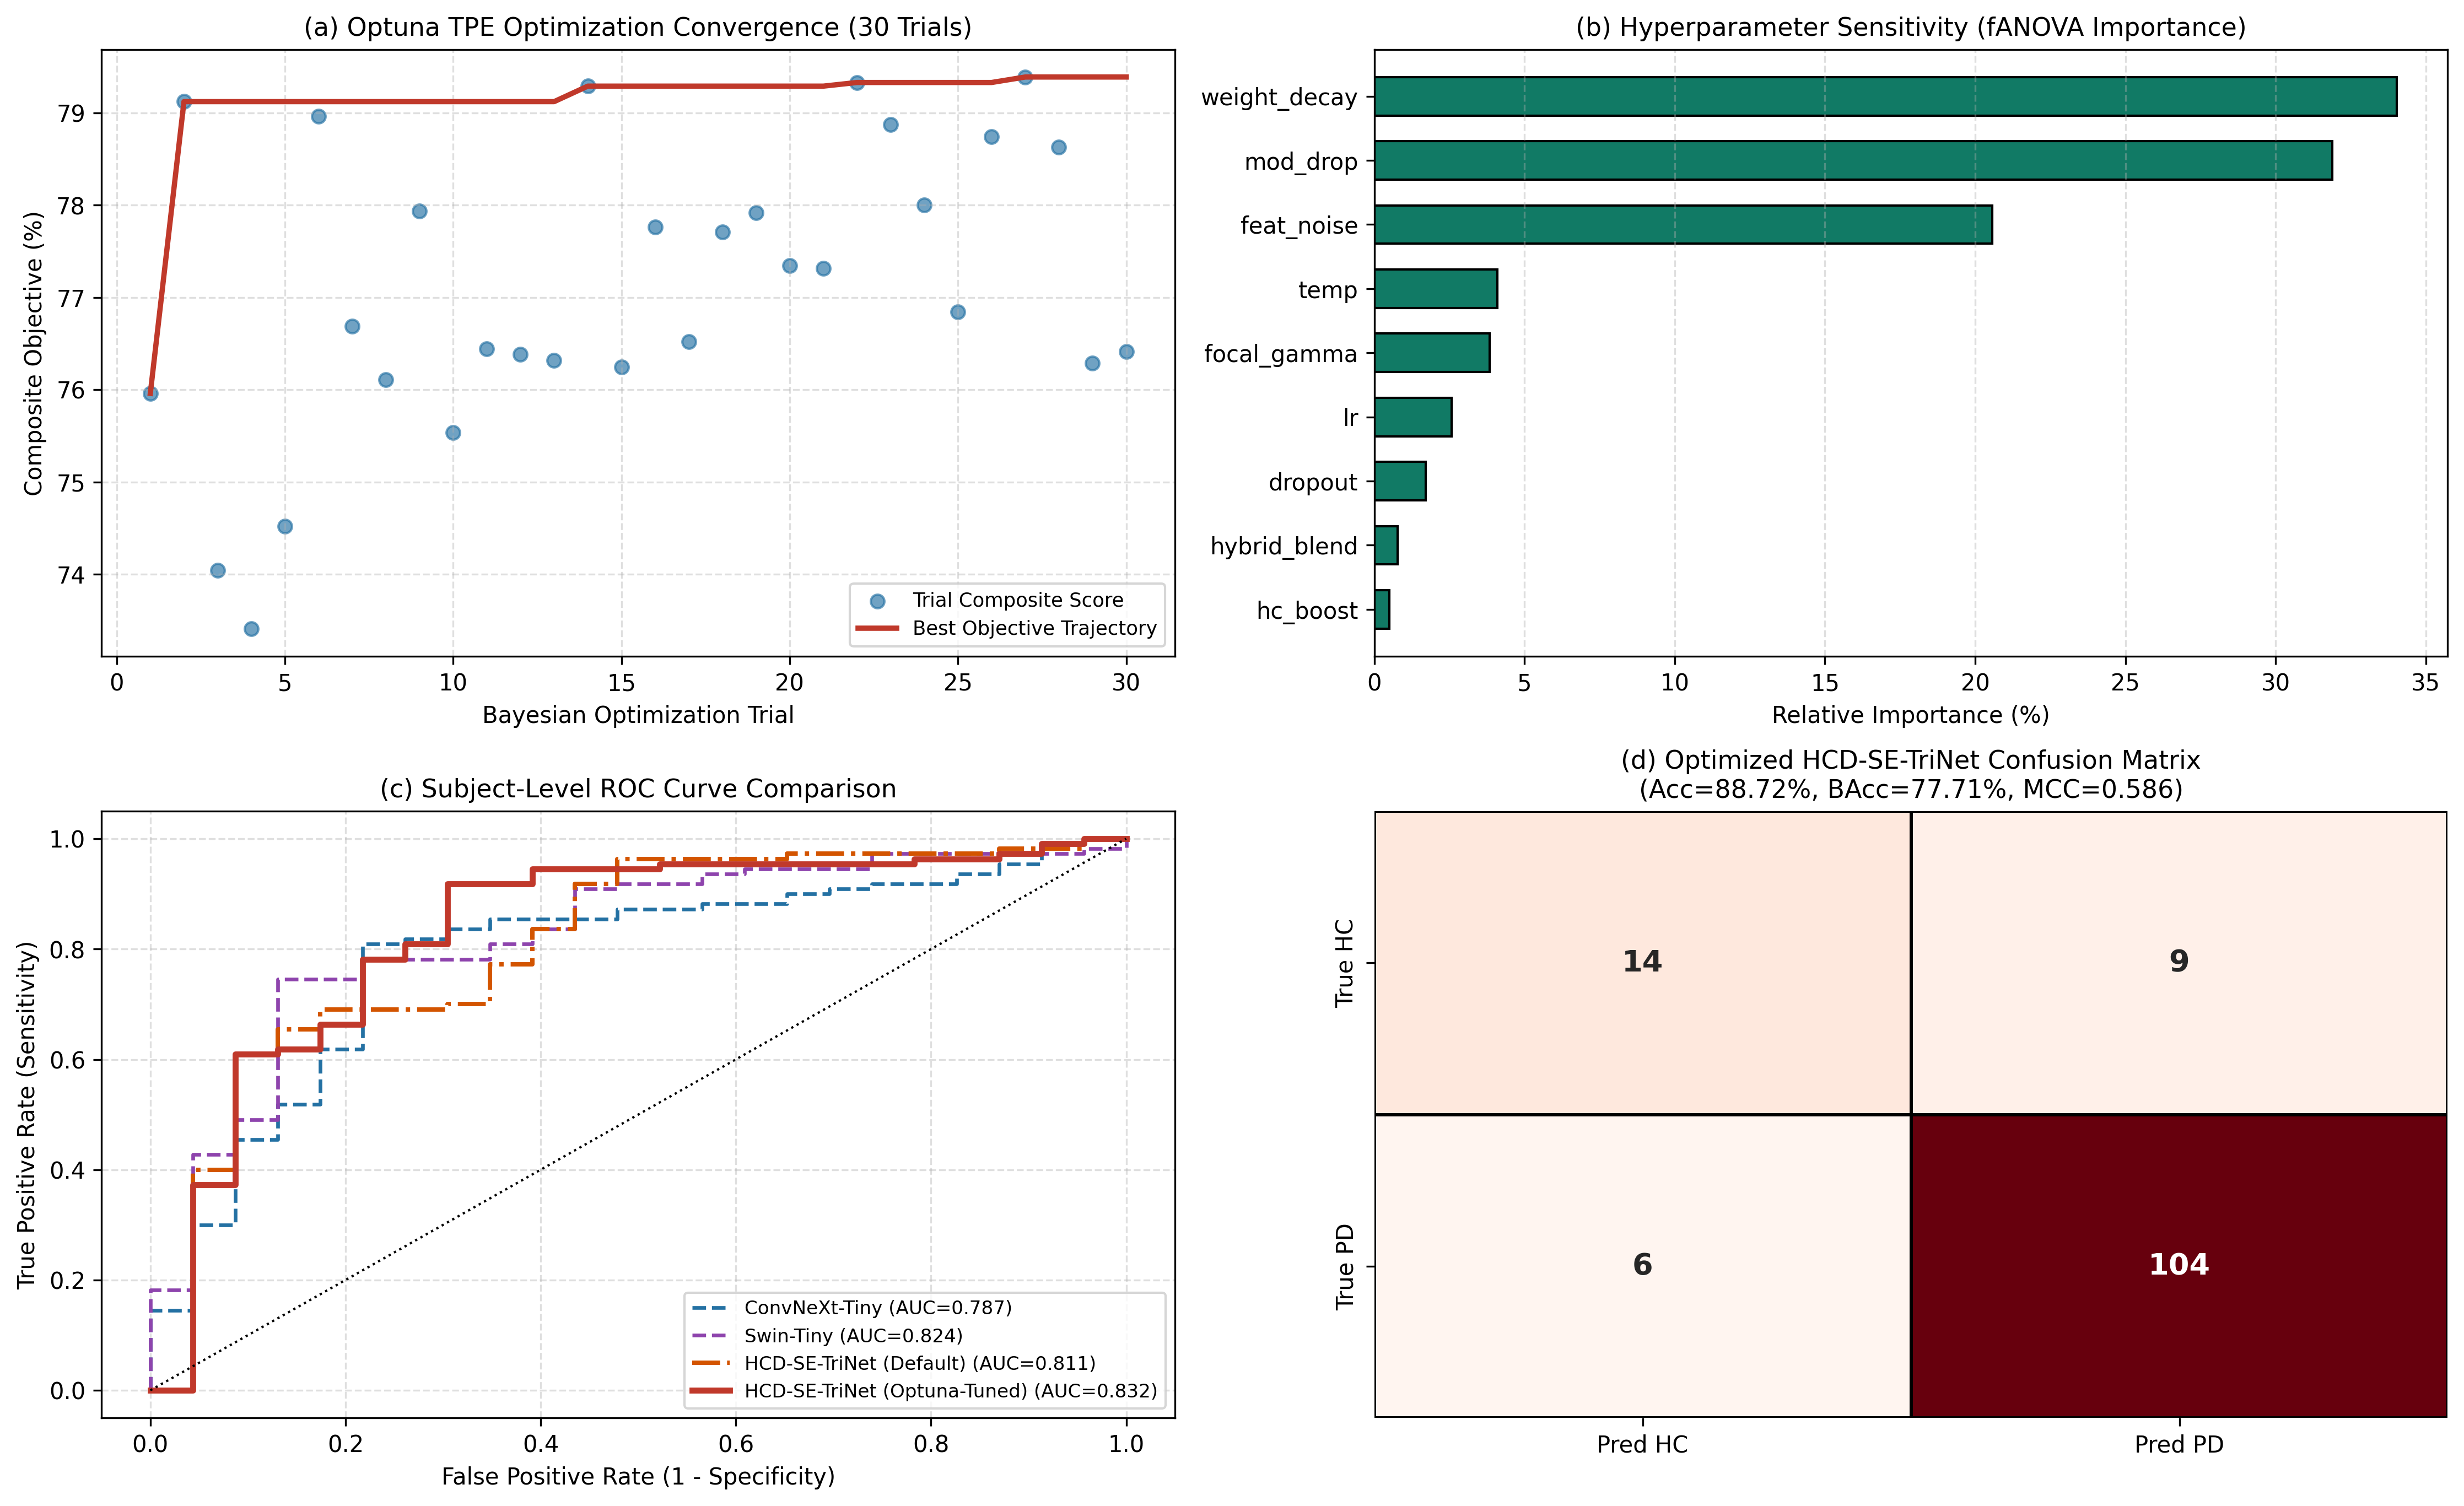 (a) Optuna TPE Optimization Convergence (30 Trials)
Composite Objective (%)
79
78
77
76
75
74
Trial Composite Score
Best Objective Trajectory
0 5 10 15 20 25 30
Bayesian Optimization Trial
(b) Hyperparameter Sensitivity (fANOVA Importance)
weight_decay
mod_drop
feat_noise
temp
focal_gamma
lr
dropout
hybrid_blend
hc_boost
0 5 10 15 20 25 30 35
Relative Importance (%)
(c) Subject-Level ROC Curve Comparison
True Positive Rate (Sensitivity)
1.0
0.8
0.6
0.4
0.2
0.0
ConvNeXt-Tiny (AUC=0.787)
Swin-Tiny (AUC=0.824)
HCD-SE-TriNet (Default) (AUC=0.811)
HCD-SE-TriNet (Optuna-Tuned) (AUC=0.832)
0.0 0.2 0.4 0.6 0.8 1.0
False Positive Rate (1 - Specificity)
(d) Optimized HCD-SE-TriNet Confusion Matrix
(Acc=88.72%, BAcc=77.71%, MCC=0.586)
True HC
14 9
True PD
6 104
Pred HC Pred PD